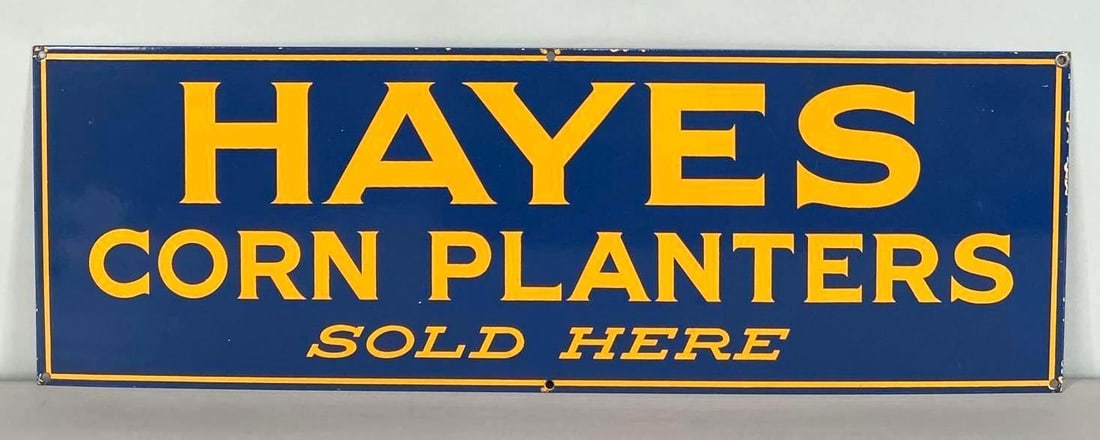 HAYES
CORN PLANTERS
SOLD HERE